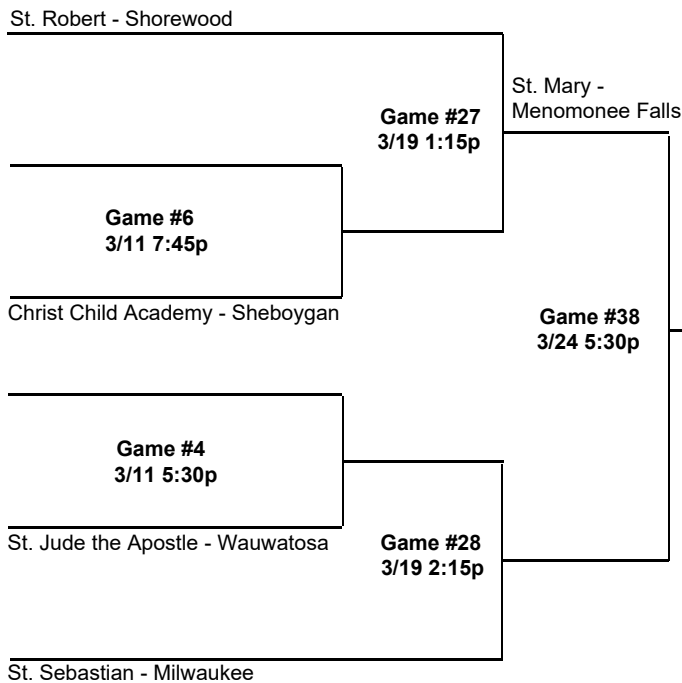 St. Robert - Shorewood
St. Mary -
Menomonee Falls
Game #27
3/19 1:15p
Game #6
3/11 7:45p
Christ Child Academy - Sheboygan
Game #38
3/24 5:30p
Game #4
3/11 5:30p
St. Jude the Apostle - Wauwatosa
Game #28
3/19 2:15p
St. Sebastian - Milwaukee